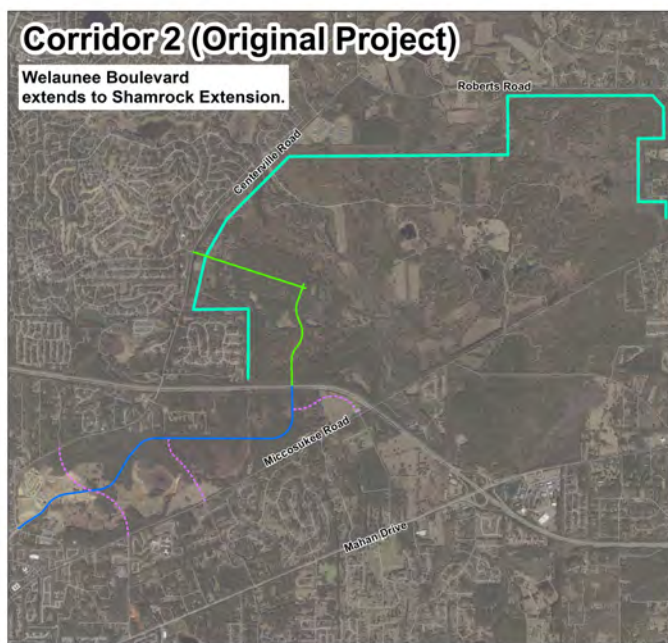 Corridor 2 (Original Project)
Welaunee Boulevard
extends to Shamrock Extension.
Roberts Road
Centerville Road
Miccosukee Road
Mahan Drive